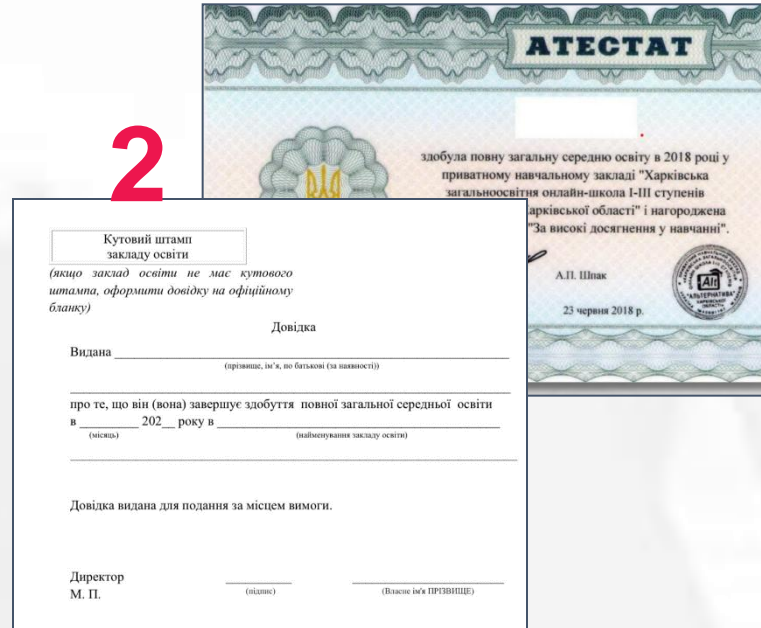 2
АТЕСТАТ
здобула повну загальну середню освіту в 2018 році у
приватному навчальному закладі "Харківська
загальноосвітня онлайн-школа І-ІІІ ступенів
арківської області" і нагороджена
"За високі досягнення у навчанні".
А.П. Шпак
23 червня 2018 р.
Alt
"АЛЬТЕРНАТИВА"
Кутовий штамп
закладу освіти
(якщо заклад освіти не має кутового
штампа, оформити довідку на офіційному
бланку)
Довідка
Видана
(прізвище, ім'я, по батькові (за наявності))
про те, що він (вона) завершує здобуття повної загальної середньої освіти
в 202__ року в
(місяць) (найменування закладу освіти)
Довідка видана для подання за місцем вимоги.
Директор
М. П. (підпис) (Власне ім'я ПРІЗВИЩЕ)